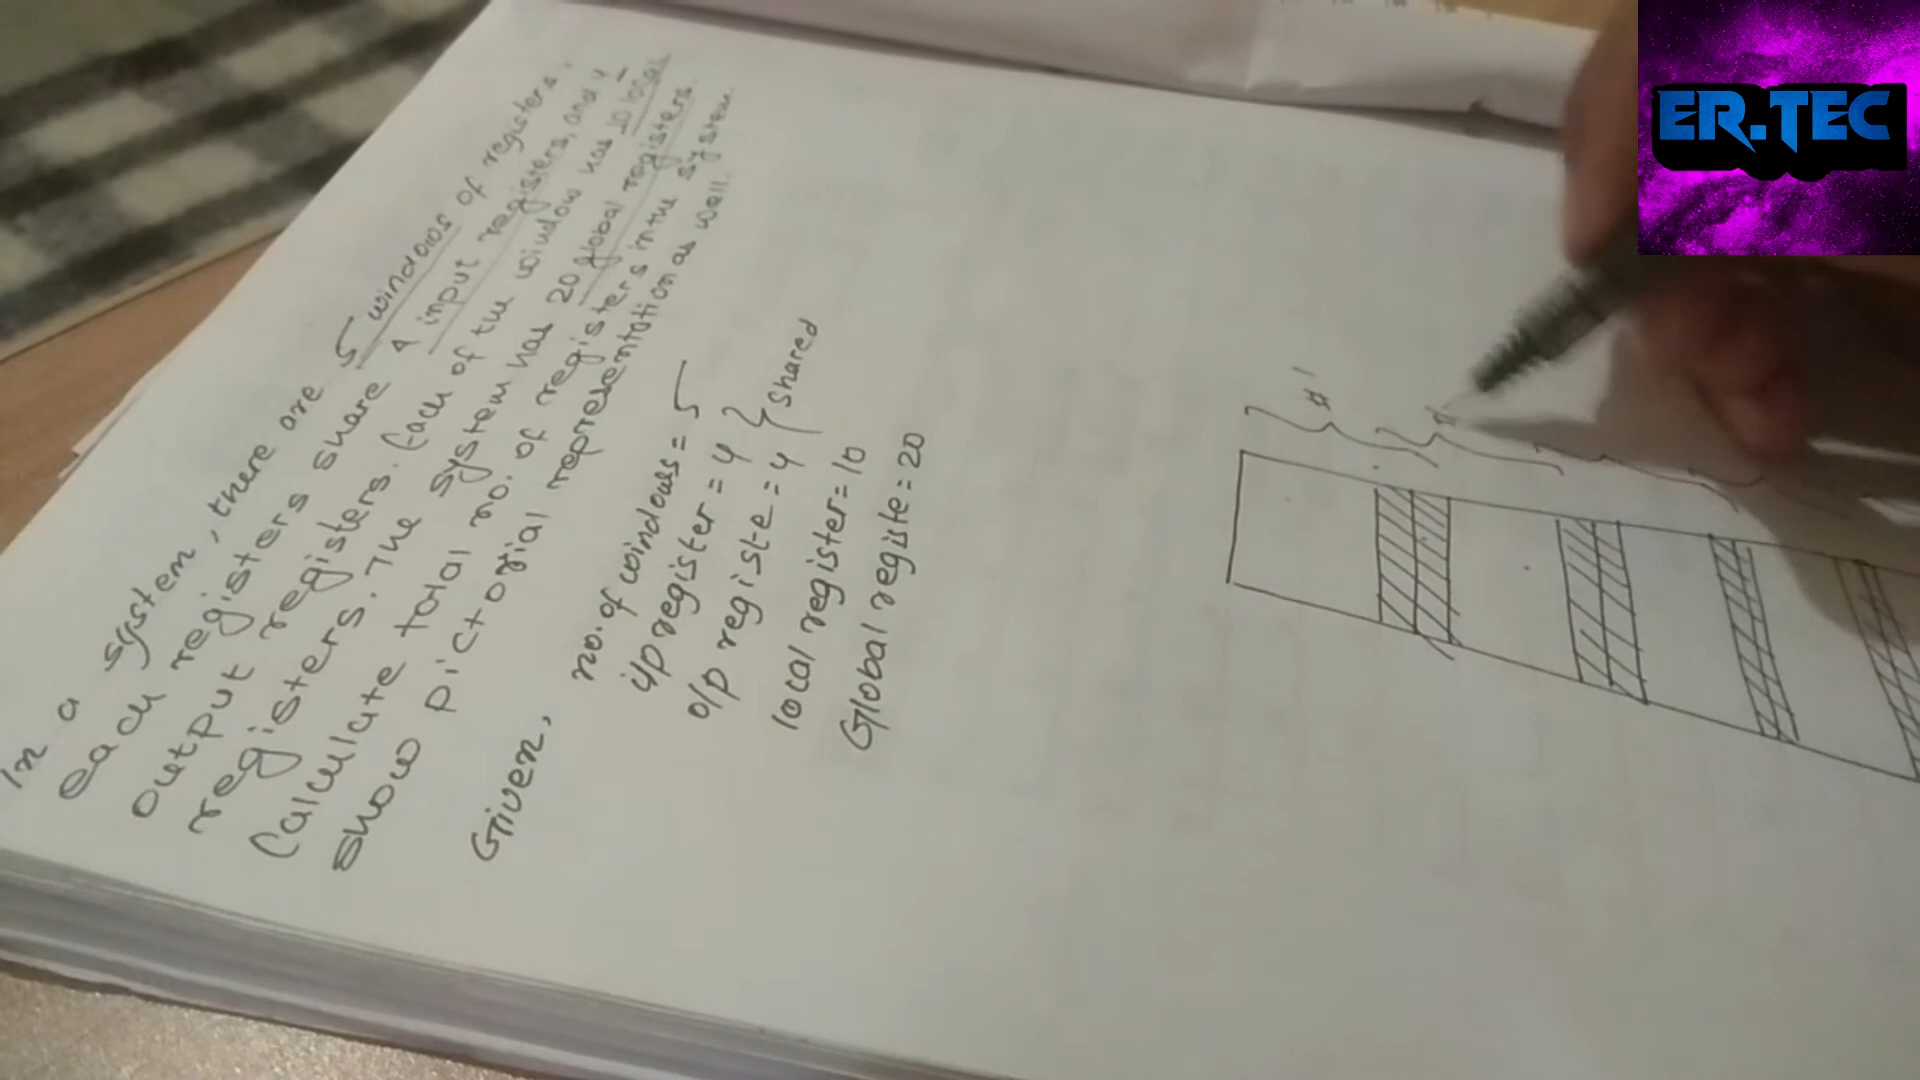 In a system, there are 5 windows of registers,
each registers share 4 input registers, and 4
output registers. Each of the window has 10 local
registers. The system has 20 global registers.
Calculate total no. of registers in the system.
show pictorial representation as well.
Given,
no. of windows = 5
i/p register = 4
o/p registe = 4 } shared
local register = 10
Global registe = 20
#1
ER.TEC